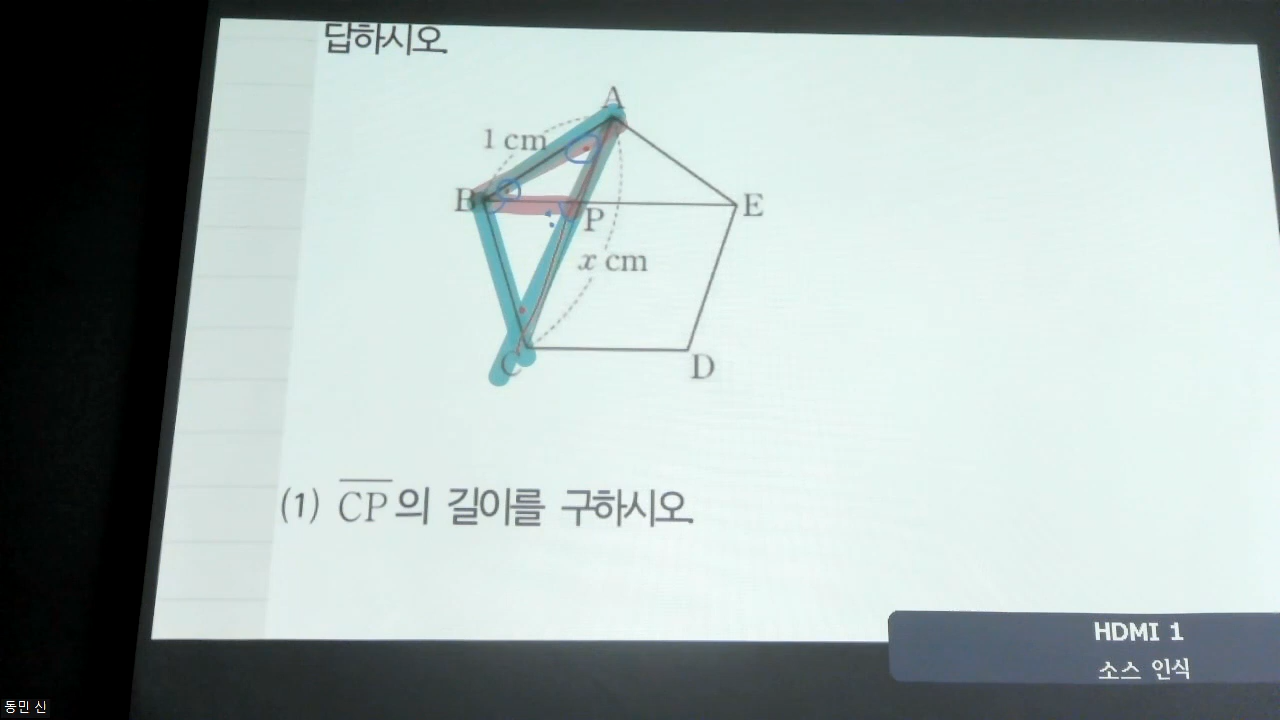 답하시오.
A
1 cm
B
E
P
x cm
C
D
(1) CP의 길이를 구하시오.
HDMI 1
소스 인식
동민 신